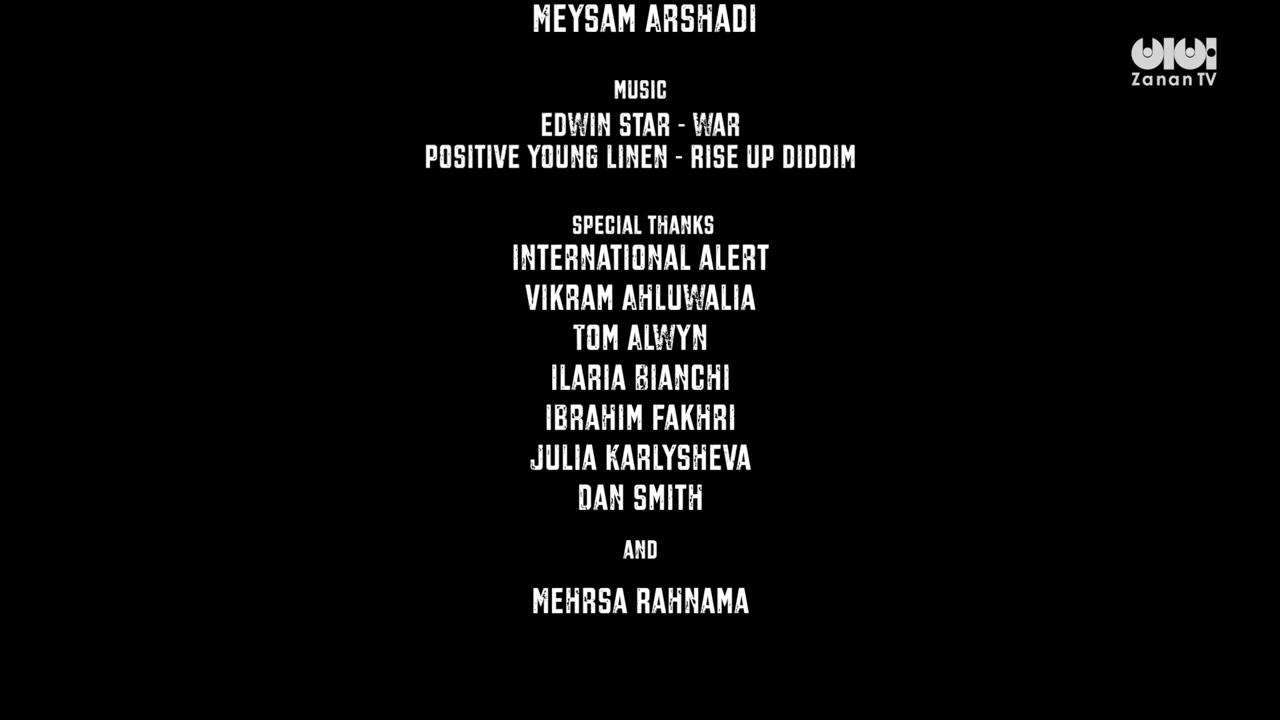 MEYSAM ARSHADI
MUSIC
EDWIN STAR - WAR
POSITIVE YOUNG LINEN - RISE UP DIDDIM
SPECIAL THANKS
INTERNATIONAL ALERT
VIKRAM AHLUWALIA
TOM ALWYN
ILARIA BIANCHI
IBRAHIM FAKHRI
JULIA KARLYSHEVA
DAN SMITH
AND
MEHRSA RAHNAMA
زنان
Zanan TV